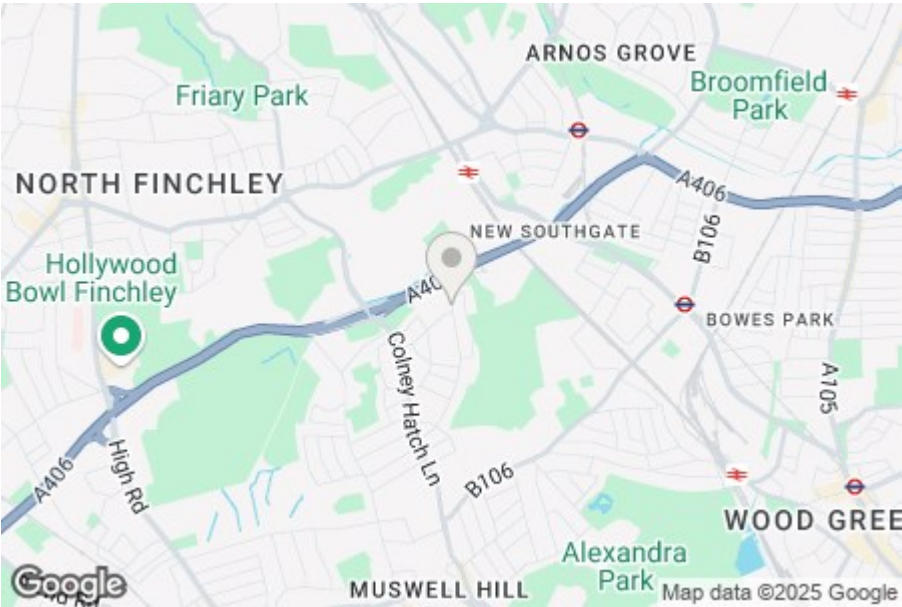 ARNOS GROVE
Broomfield
Park
Friary Park
NORTH FINCHLEY
A406
B106
NEW SOUTHGATE
Hollywood
Bowl Finchley
BOWES PARK
Colney Hatch Ln
A105
High Rd
A406
B106
WOOD GREE
Alexandra
Park
MUSWELL HILL
Google
Map data ©2025 Google